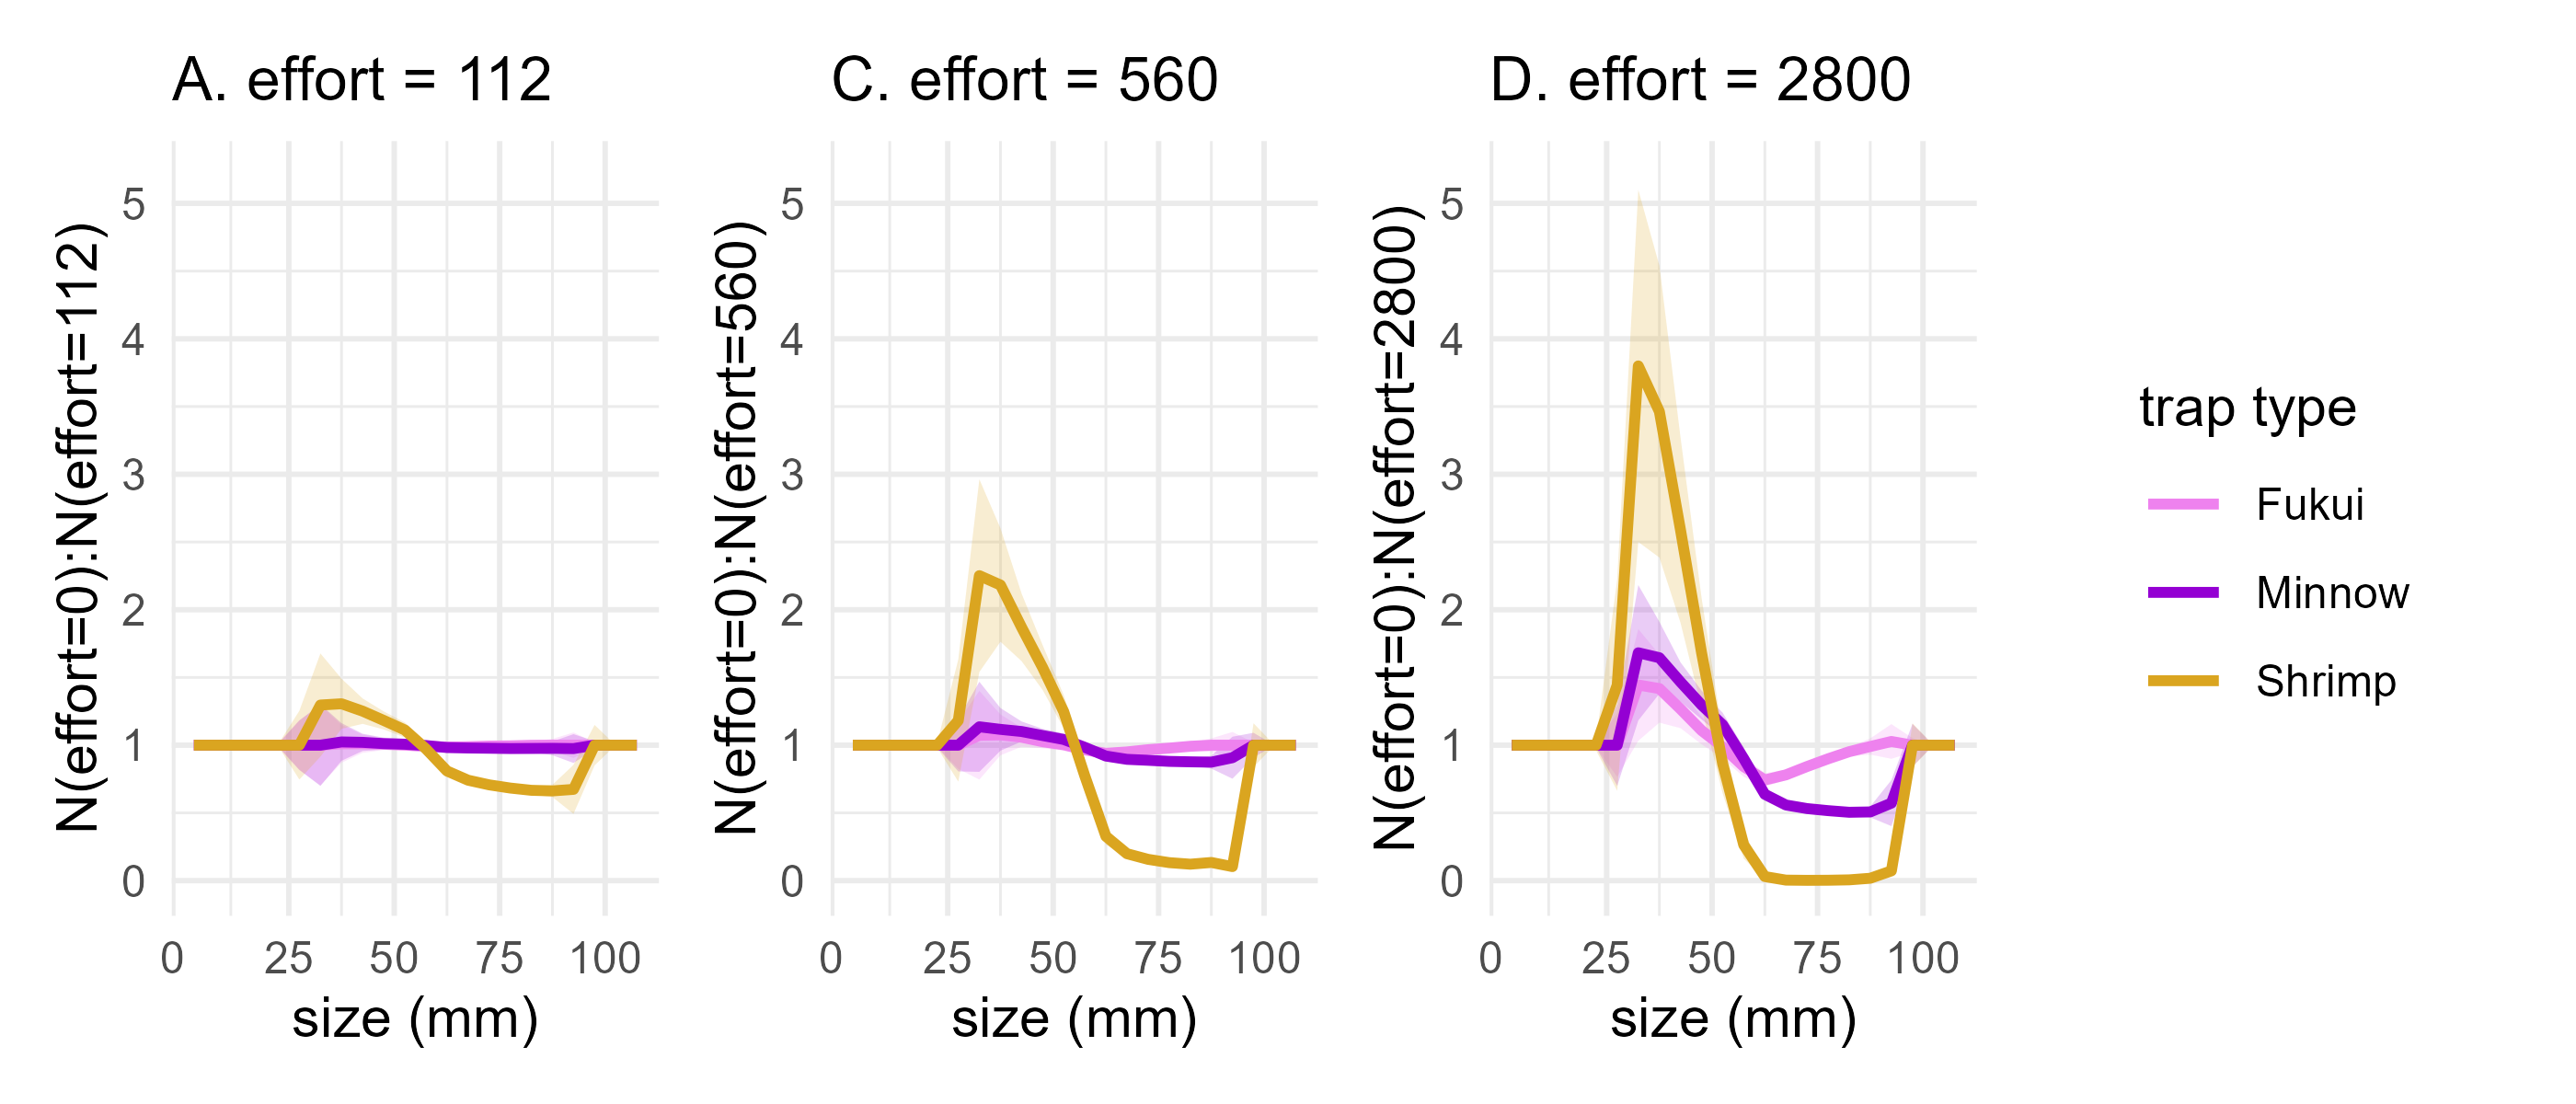 A. effort = 112
N(effort=0):N(effort=112)
5
4
3
2
1
0
0 25 50 75 100
size (mm)
C. effort = 560
N(effort=0):N(effort=560)
5
4
3
2
1
0
0 25 50 75 100
size (mm)
D. effort = 2800
N(effort=0):N(effort=2800)
5
4
3
2
1
0
0 25 50 75 100
size (mm)
trap type
Fukui
Minnow
Shrimp